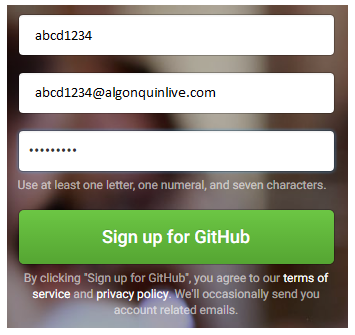 abcd1234
abcd1234@algonquinlive.com
•••••••••
Use at least one letter, one numeral, and seven characters.
Sign up for GitHub
By clicking "Sign up for GitHub", you agree to our terms of
service and privacy policy. We'll occasionally send you
account related emails.